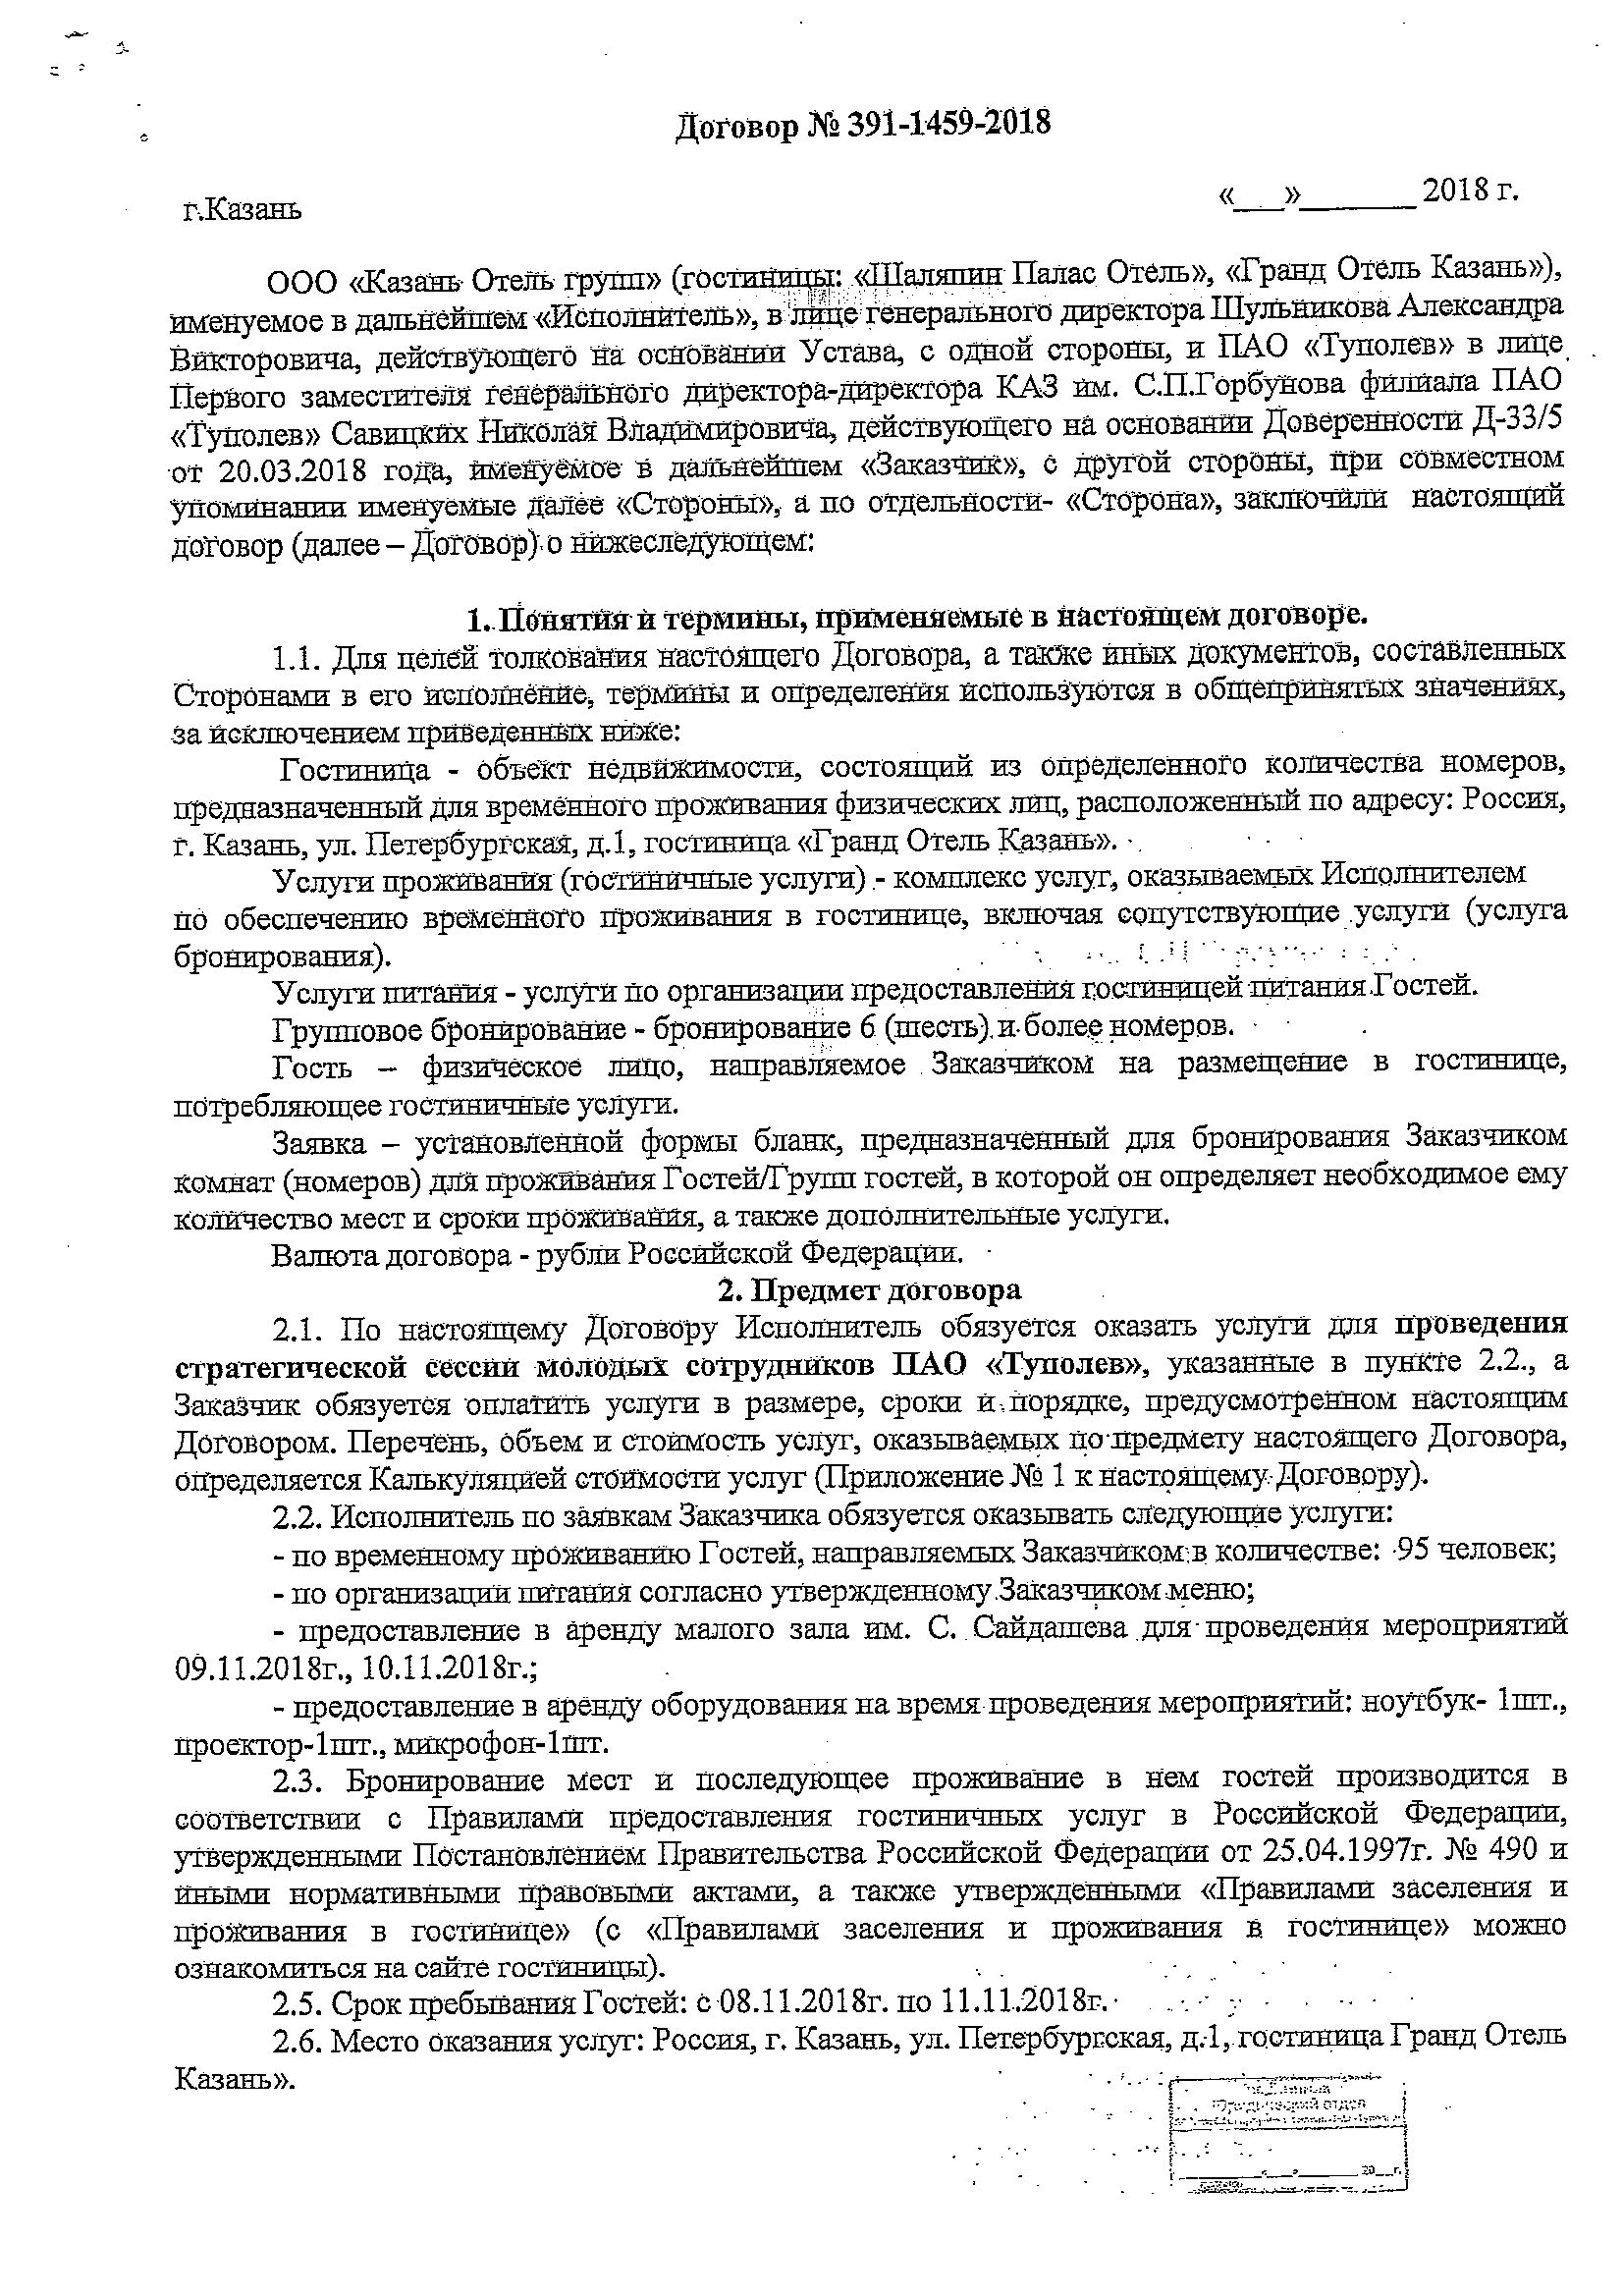 Договор № 391-1459-2018
г.Казань
«___»_______ 2018 г.
ООО «Казань Отель групп» (гостиницы: «Шаляпин Палас Отель», «Гранд Отель Казань»),
именуемое в дальнейшем «Исполнитель», в лице генерального директора Шульникова Александра
Викторовича, действующего на основании Устава, с одной стороны, и ПАО «Туполев» в лице
Первого заместителя генерального директора-директора КАЗ им. С.П.Горбунова филиала ПАО
«Туполев» Савицких Николая Владимировича, действующего на основании Доверенности Д-33/5
от 20.03.2018 года, именуемое в дальнейшем «Заказчик», с другой стороны, при совместном
упоминании именуемые далее «Стороны», а по отдельности- «Сторона», заключили настоящий
договор (далее – Договор) о нижеследующем:
1. Понятия и термины, применяемые в настоящем договоре.
1.1. Для целей толкования настоящего Договора, а также иных документов, составленных
Сторонами в его исполнение, термины и определения используются в общепринятых значениях,
за исключением приведенных ниже:
Гостиница - объект недвижимости, состоящий из определенного количества номеров,
предназначенный для временного проживания физических лиц, расположенный по адресу: Россия,
г. Казань, ул. Петербургская, д.1, гостиница «Гранд Отель Казань».
Услуги проживания (гостиничные услуги) - комплекс услуг, оказываемых Исполнителем
по обеспечению временного проживания в гостинице, включая сопутствующие услуги (услуга
бронирования).
Услуги питания - услуги по организации предоставления гостиницей питания Гостей.
Групповое бронирование - бронирование 6 (шесть) и более номеров.
Гость – физическое лицо, направляемое Заказчиком на размещение в гостинице,
потребляющее гостиничные услуги.
Заявка – установленной формы бланк, предназначенный для бронирования Заказчиком
комнат (номеров) для проживания Гостей/Групп гостей, в которой он определяет необходимое ему
количество мест и сроки проживания, а также дополнительные услуги.
Валюта договора - рубли Российской Федерации.
2. Предмет договора
2.1. По настоящему Договору Исполнитель обязуется оказать услуги для проведения
стратегической сессии молодых сотрудников ПАО «Туполев», указанные в пункте 2.2., а
Заказчик обязуется оплатить услуги в размере, сроки и порядке, предусмотренном настоящим
Договором. Перечень, объем и стоимость услуг, оказываемых по предмету настоящего Договора,
определяется Калькуляцией стоимости услуг (Приложение № 1 к настоящему Договору).
2.2. Исполнитель по заявкам Заказчика обязуется оказывать следующие услуги:
- по временному проживанию Гостей, направляемых Заказчиком в количестве: 95 человек;
- по организации питания согласно утвержденному Заказчиком меню;
- предоставление в аренду малого зала им. С. Сайдашева для проведения мероприятий
09.11.2018г., 10.11.2018г.;
- предоставление в аренду оборудования на время проведения мероприятий: ноутбук- 1шт.,
проектор-1шт., микрофон-1шт.
2.3. Бронирование мест и последующее проживание в нем гостей производится в
соответствии с Правилами предоставления гостиничных услуг в Российской Федерации,
утвержденными Постановлением Правительства Российской Федерации от 25.04.1997г. № 490 и
иными нормативными правовыми актами, а также утвержденными «Правилами заселения и
проживания в гостинице» (с «Правилами заселения и проживания в гостинице» можно
ознакомиться на сайте гостиницы).
2.5. Срок пребывания Гостей: с 08.11.2018г. по 11.11.2018г.
2.6. Место оказания услуг: Россия, г. Казань, ул. Петербургская, д.1, гостиница Гранд Отель
Казань».
Юридический отдел
20__г.